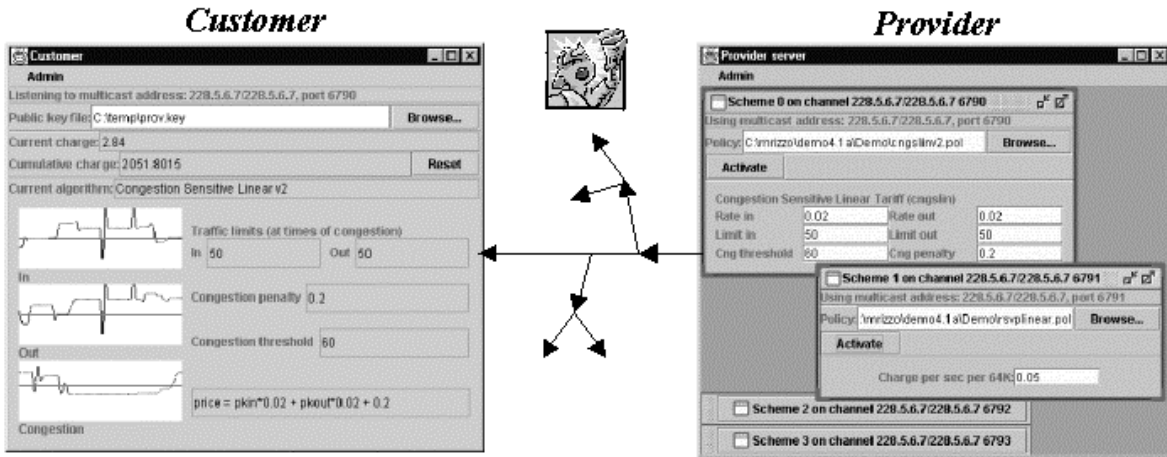 Customer
Customer
Admin
Listening to multicast address: 228.5.6.7/228.5.6.7, port 6790
Public key file: C:\temp\prov.key Browse...
Current charge: 2.84
Cumulative charge: 2051.8015 Reset
Current algorithm: Congestion Sensitive Linear v2
Traffic limits (at times of congestion)
In 50 Out 50
In
Congestion penalty 0.2
Congestion threshold 60
Out
price = pkin*0.02 + pkout*0.02 + 0.2
Congestion
Provider
Provider server
Admin
Scheme 0 on channel 228.5.6.7/228.5.6.7 6790
Using multicast address: 228.5.6.7/228.5.6.7, port 6790
Policy: C:\mrizzo\demo4.1a\Demo\cngslinv2.pol Browse...
Activate
Congestion Sensitive Linear Tariff (cngslin)
Rate in 0.02 Rate out 0.02
Limit in 50 Limit out 50
Cng threshold 60 Cng penalty 0.2
Scheme 1 on channel 228.5.6.7/228.5.6.7 6791
Using multicast address: 228.5.6.7/228.5.6.7, port 6791
Policy: \mrizzo\demo4.1a\Demo\rsvplinear.pol Browse...
Activate
Charge per sec per 64K: 0.05
Scheme 2 on channel 228.5.6.7/228.5.6.7 6792
Scheme 3 on channel 228.5.6.7/228.5.6.7 6793